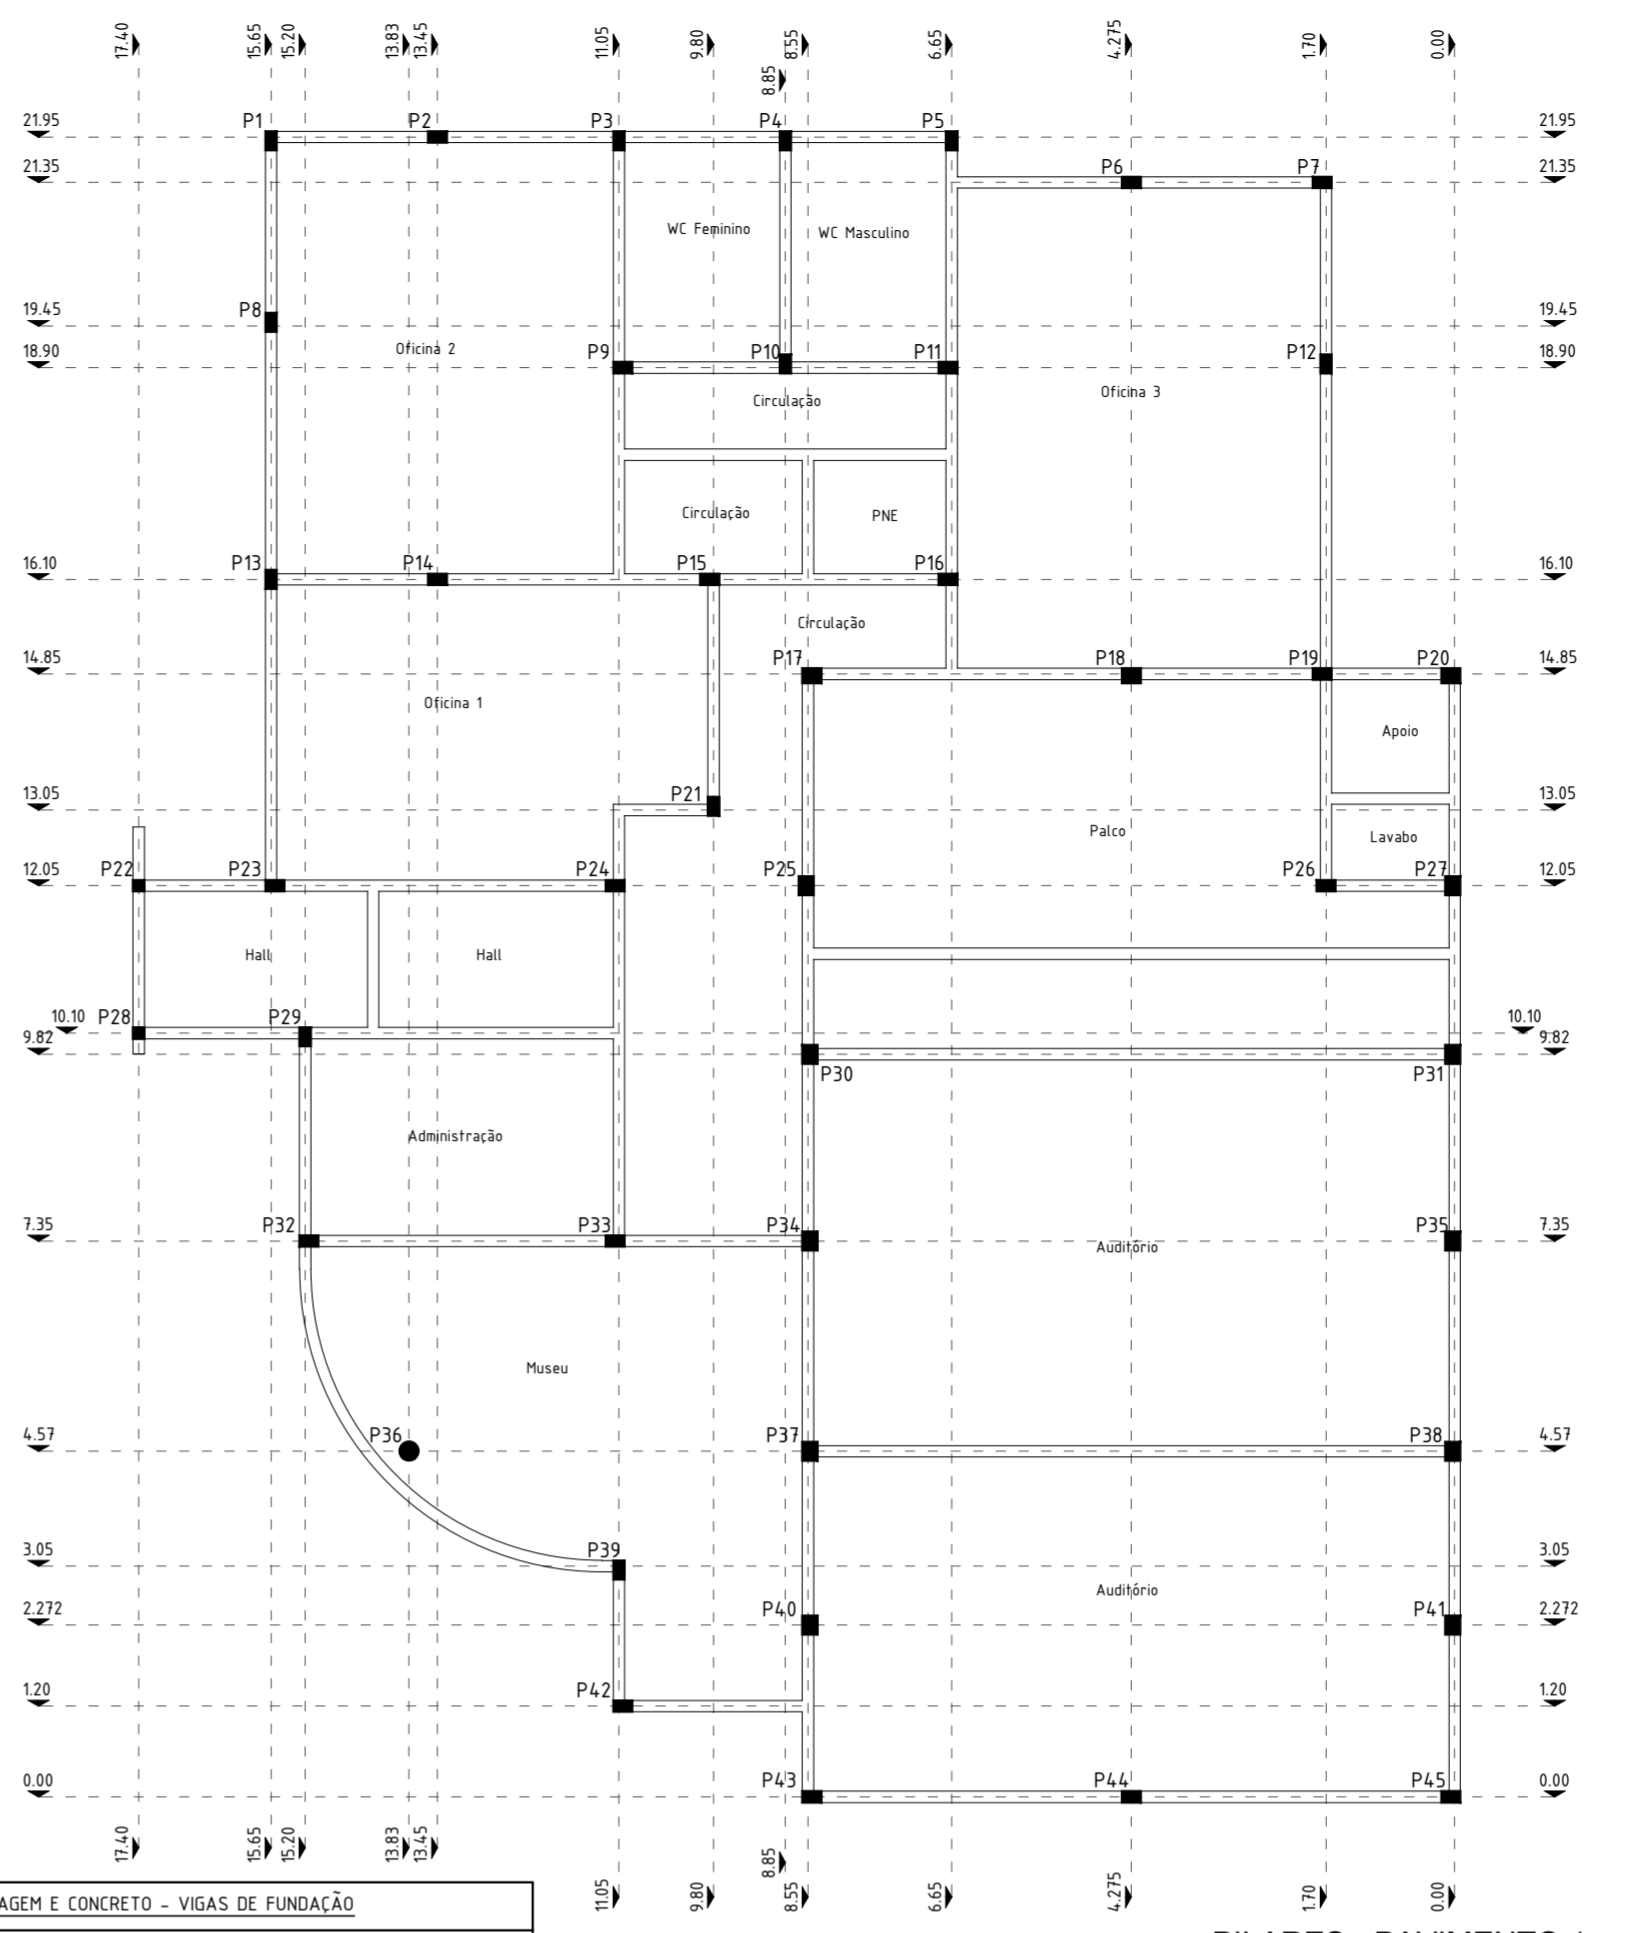 17.40
15.65
15.20
13.83
13.45
11.05
9.80
8.85
8.55
6.65
4.275
1.70
0.00
21.95 P1 P2 P3 P4 P5 21.95
21.35 P6 P7 21.35
WC Feminino WC Masculino
19.45 P8 19.45
Oficina 2
18.90 P9 P10 P11 P12 18.90
Circulação Oficina 3
Circulação PNE
16.10 P13 P14 P15 P16 16.10
Circulação
14.85 P17 P18 P19 P20 14.85
Oficina 1
Apoio
13.05 P21 13.05
Palco Lavabo
12.05 P22 P23 P24 P25 P26 P27 12.05
Hall Hall
10.10 P28 P29 10.10
9.82 9.82
P30 P31
Administração
7.35 P32 P33 P34 P35 7.35
Auditório
Museu
4.57 P36 P37 P38 4.57
3.05 P39 3.05
Auditório
2.272 P40 P41 2.272
1.20 P42 1.20
0.00 P43 P44 P45 0.00
17.40
15.65
15.20
13.83
13.45
11.05
9.80
8.85
8.55
6.65
4.275
1.70
0.00
AGEM E CONCRETO - VIGAS DE FUNDAÇÃO